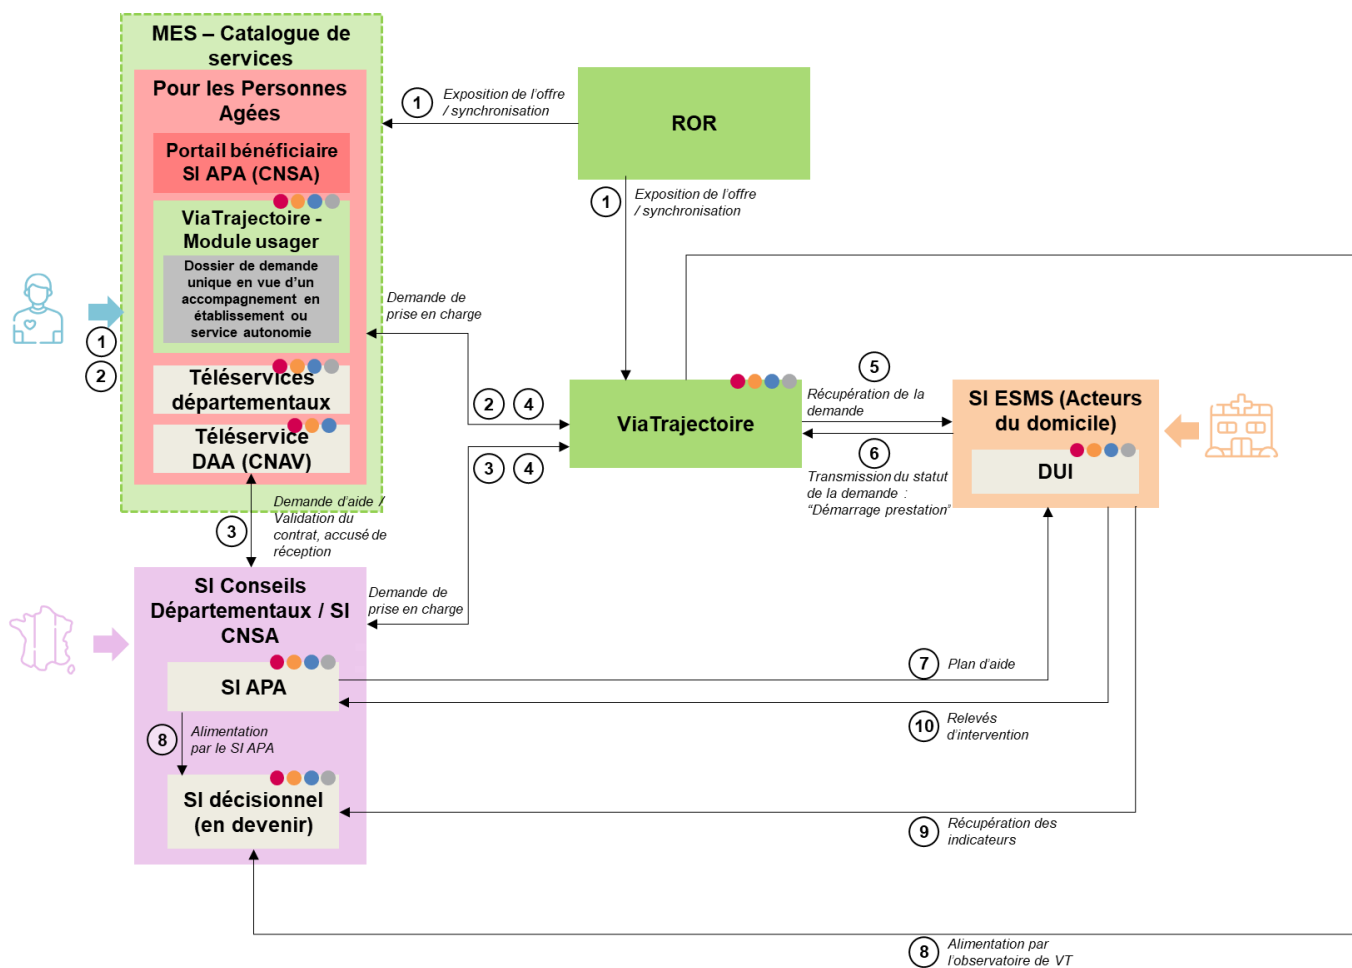 MES – Catalogue de
services
Pour les Personnes
Agées
Portail bénéficiaire
SI APA (CNSA)
ViaTrajectoire -
Module usager
Dossier de demande
unique en vue d'un
accompagnement en
établissement ou
service autonomie
Téléservices
départementaux
Téléservice
DAA (CNAV)
1
2
1
Exposition de l'offre
/ synchronisation
ROR
1
Exposition de l'offre
/ synchronisation
Demande de
prise en charge
2 4
3 4
ViaTrajectoire
5
Récupération de la
demande
6
Transmission du statut
de la demande :
“Démarrage prestation”
SI ESMS (Acteurs
du domicile)
DUI
3
Demande d'aide /
Validation du
contrat, accusé de
réception
Demande de
prise en charge
SI Conseils
Départementaux / SI
CNSA
SI APA
8
Alimentation
par le SI APA
SI décisionnel
(en devenir)
7
Plan d'aide
10
Relevés
d'intervention
9
Récupération des
indicateurs
8
Alimentation par
l'observatoire de VT